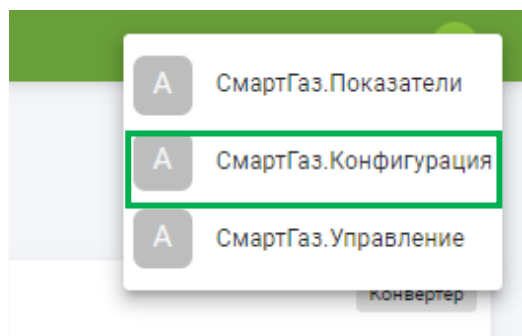 А СмартГаз.Показатели
А СмартГаз.Конфигурация
А СмартГаз.Управление
Конвертер